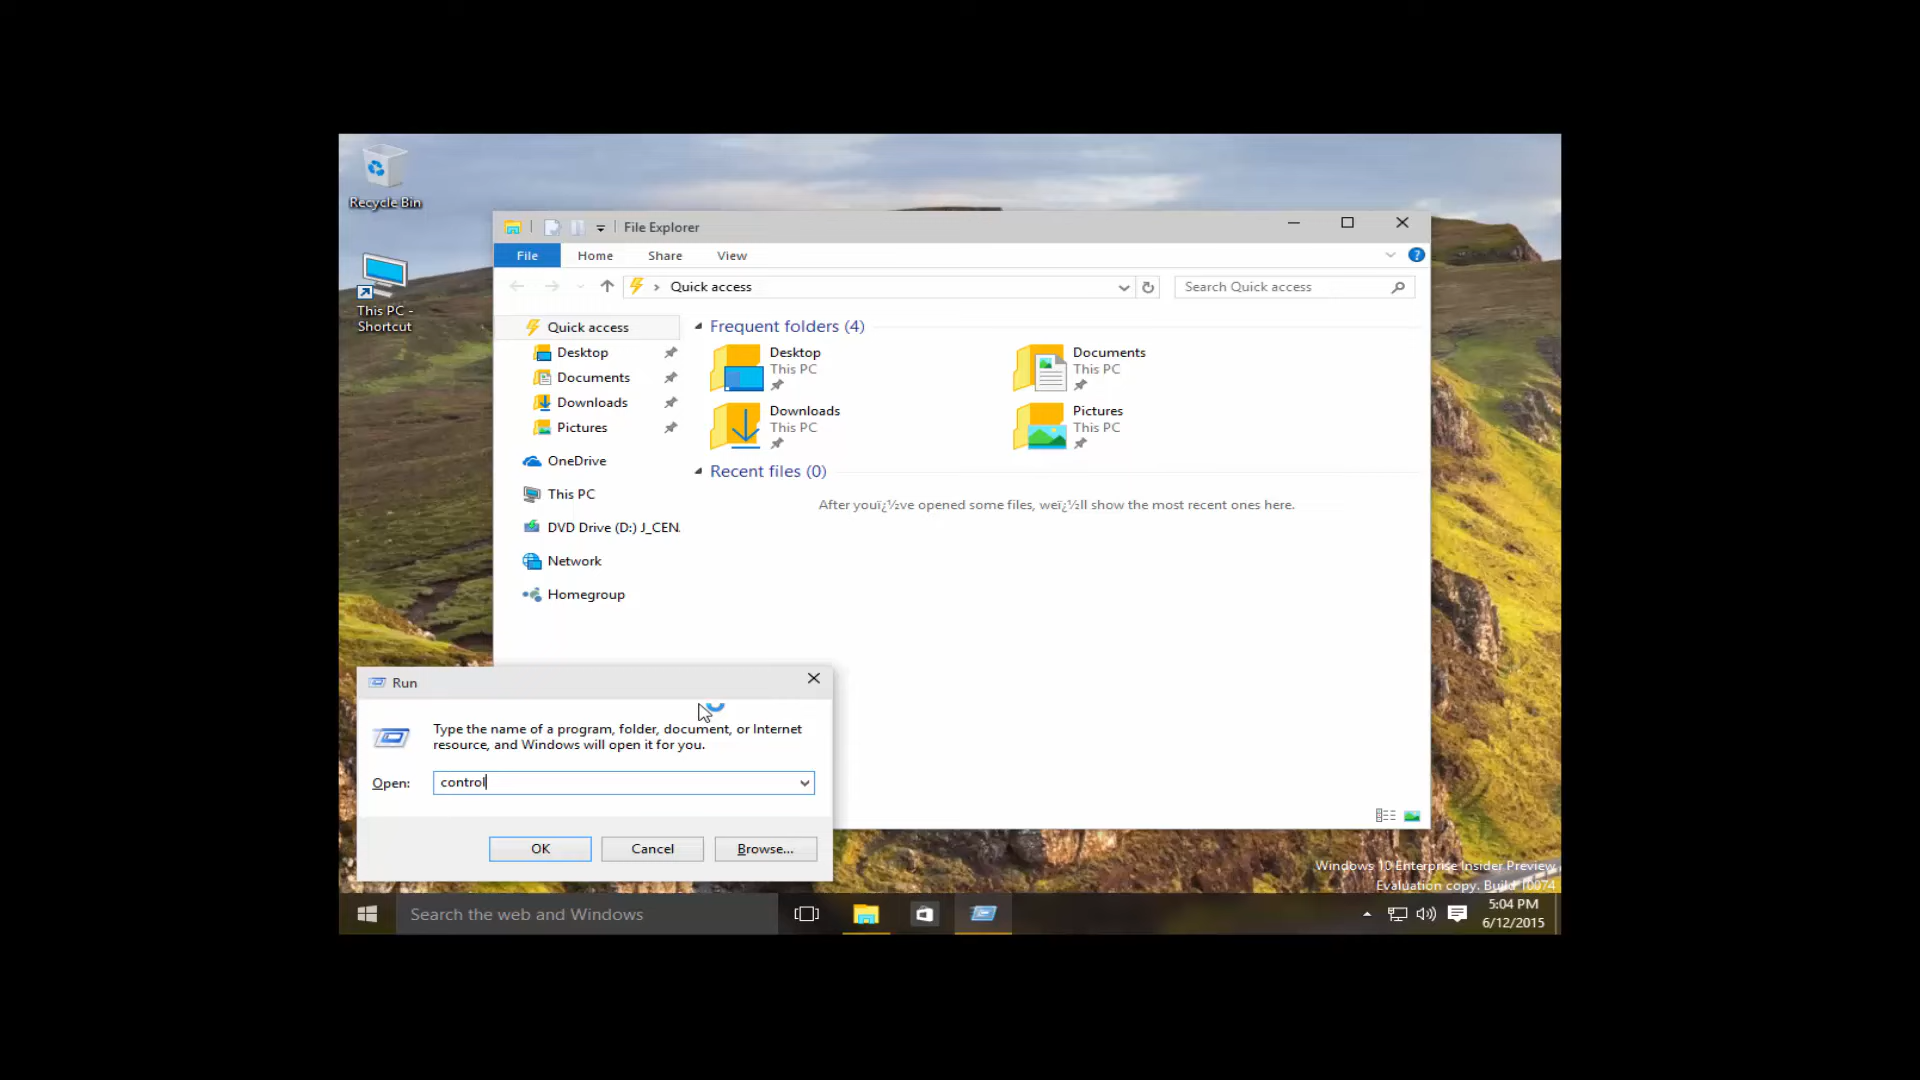 Recycle Bin
This PC -
Shortcut
File Explorer
File Home Share View
Quick access
Search Quick access
Quick access
Desktop
Documents
Downloads
Pictures
OneDrive
This PC
DVD Drive (D:) J_CEN.
Network
Homegroup
Frequent folders (4)
Desktop
This PC
Documents
This PC
Downloads
This PC
Pictures
This PC
Recent files (0)
After youï¿½ve opened some files, weï¿½ll show the most recent ones here.
Run
Type the name of a program, folder, document, or Internet
resource, and Windows will open it for you.
Open: control
OK Cancel Browse...
Windows 10 Enterprise Insider Preview
Evaluation copy. Build 10074
Search the web and Windows
5:04 PM
6/12/2015